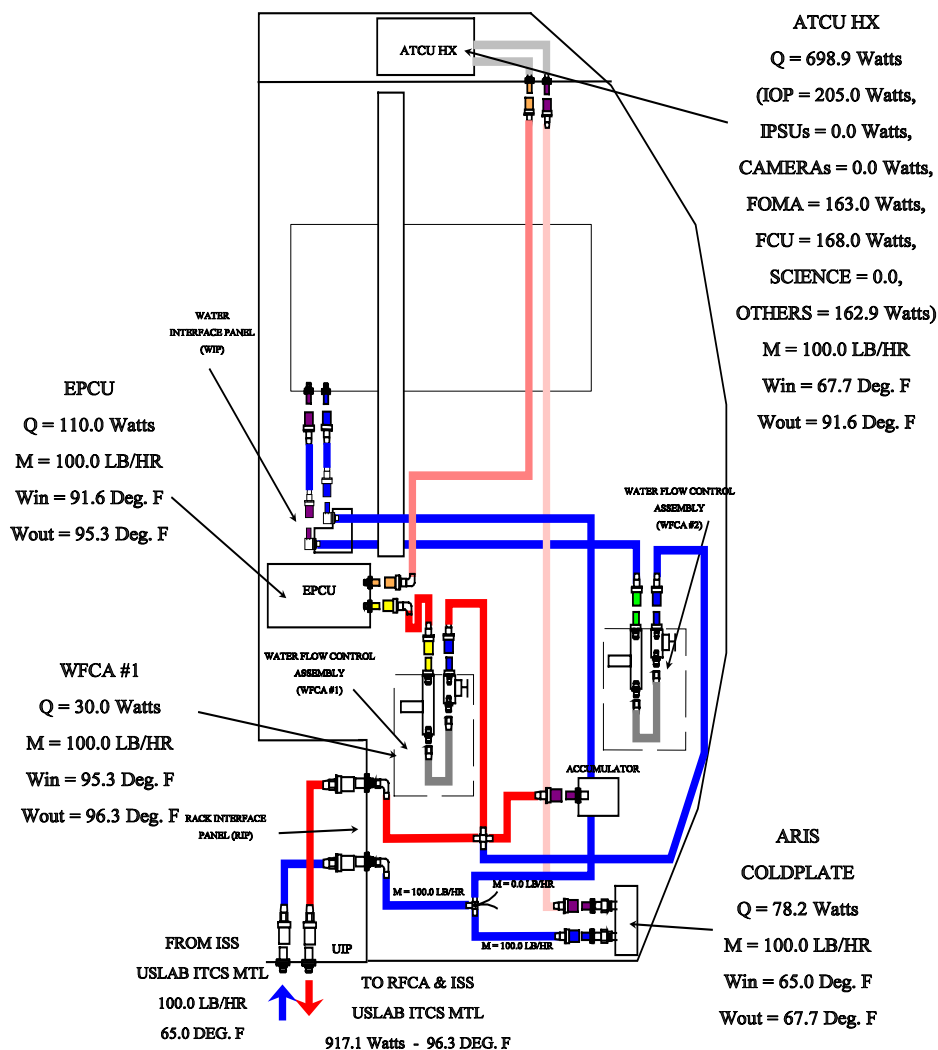 ATCU HX
ATCU HX
Q = 698.9 Watts
(IOP = 205.0 Watts,
IPSUs = 0.0 Watts,
CAMERAs = 0.0 Watts,
FOMA = 163.0 Watts,
FCU = 168.0 Watts,
SCIENCE = 0.0,
OTHERS = 162.9 Watts)
M = 100.0 LB/HR
Win = 67.7 Deg. F
Wout = 91.6 Deg. F
WATER
INTERFACE PANEL
(WIP)
EPCU
Q = 110.0 Watts
M = 100.0 LB/HR
Win = 91.6 Deg. F
Wout = 95.3 Deg. F
WATER FLOW CONTROL
ASSEMBLY
(WFCA #2)
EPCU
WATER FLOW CONTROL
ASSEMBLY
(WFCA #1)
WFCA #1
Q = 30.0 Watts
M = 100.0 LB/HR
Win = 95.3 Deg. F
Wout = 96.3 Deg. F
RACK INTERFACE
PANEL (RIP)
ACCUMULATOR
M = 100.0 LB/HR
M = 0.0 LB/HR
M = 100.0 LB/HR
ARIS
COLDPLATE
Q = 78.2 Watts
M = 100.0 LB/HR
Win = 65.0 Deg. F
Wout = 67.7 Deg. F
UIP
FROM ISS
USLAB ITCS MTL
100.0 LB/HR
65.0 DEG. F
TO RFCA & ISS
USLAB ITCS MTL
917.1 Watts - 96.3 DEG. F